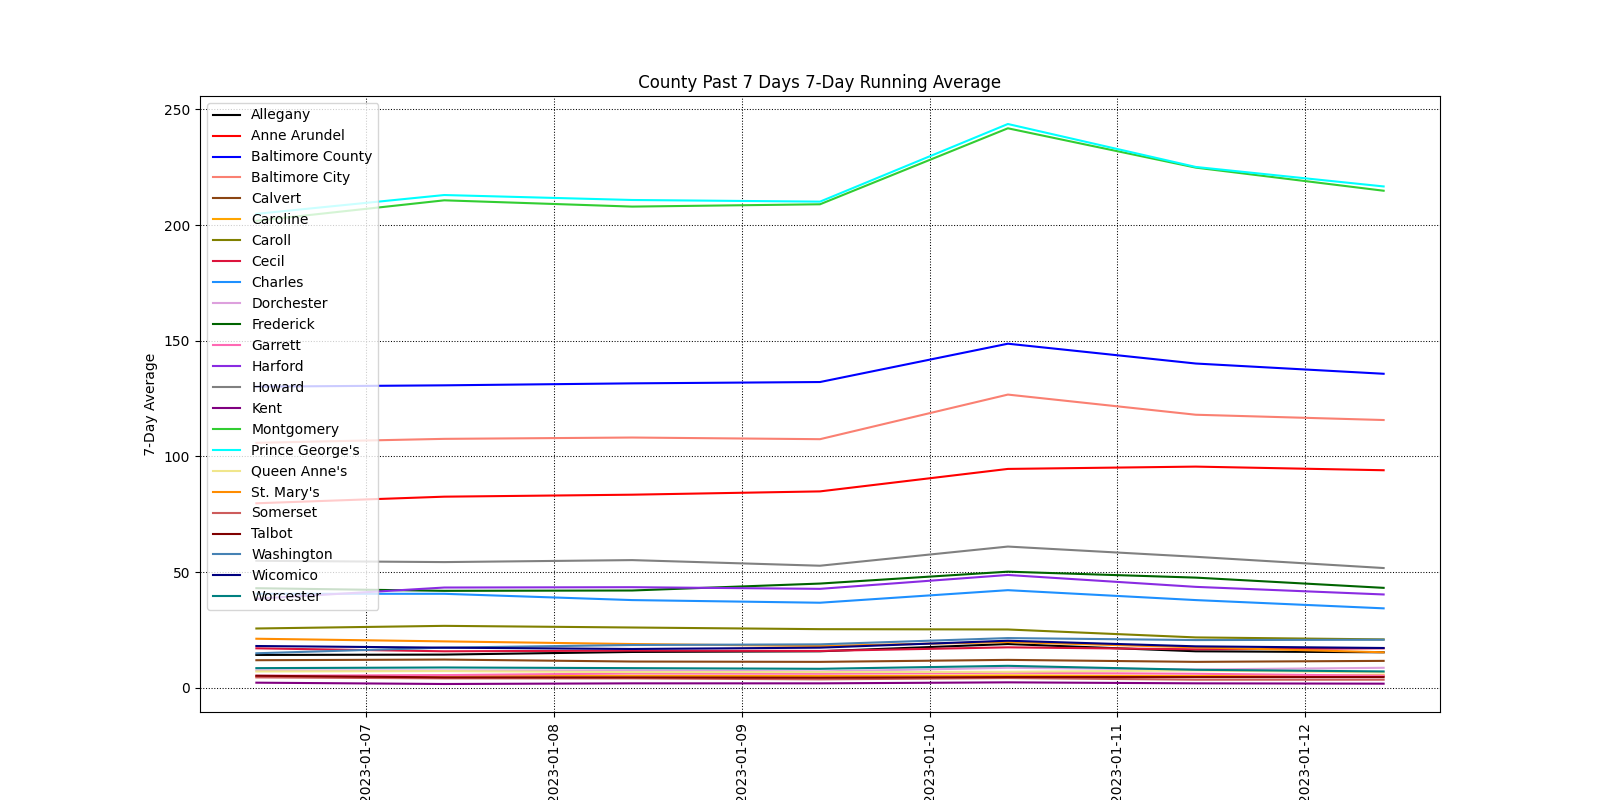 County Past 7 Days 7-Day Running Average
7-Day Average
250
200
150
100
50
0
Allegany
Anne Arundel
Baltimore County
Baltimore City
Calvert
Caroline
Caroll
Cecil
Charles
Dorchester
Frederick
Garrett
Harford
Howard
Kent
Montgomery
Prince George's
Queen Anne's
St. Mary's
Somerset
Talbot
Washington
Wicomico
Worcester
2023-01-07
2023-01-08
2023-01-09
2023-01-10
2023-01-11
2023-01-12